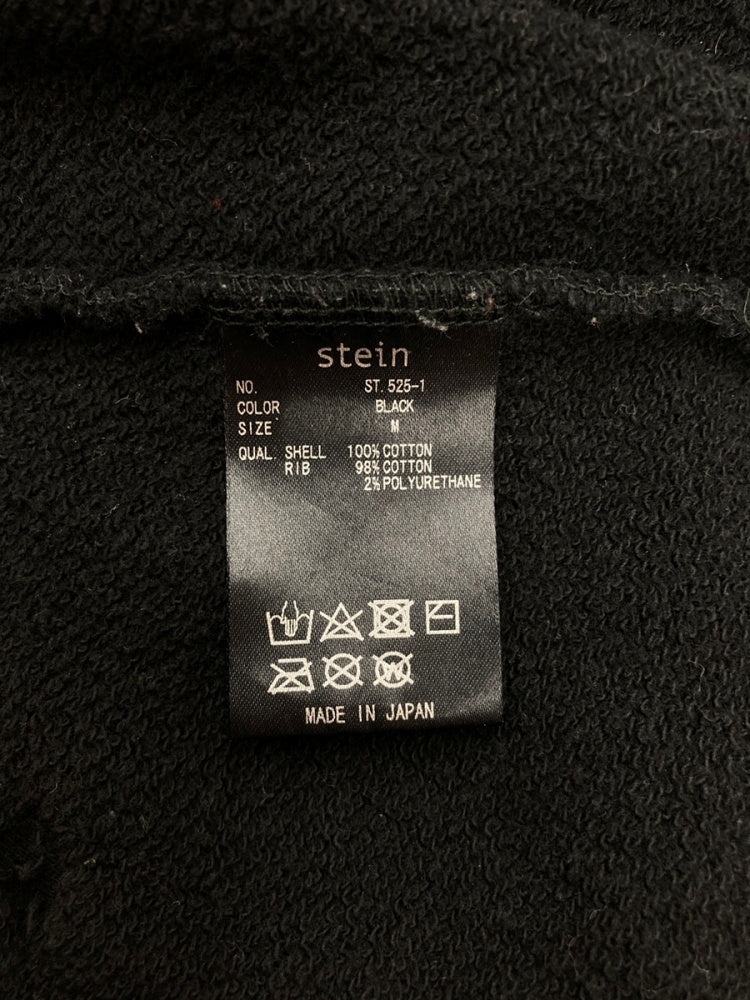 stein
NO. ST.525-1
COLOR BLACK
SIZE M
QUAL. SHELL 100% COTTON
RIB 98% COTTON
2% POLYURETHANE
W
MADE IN JAPAN